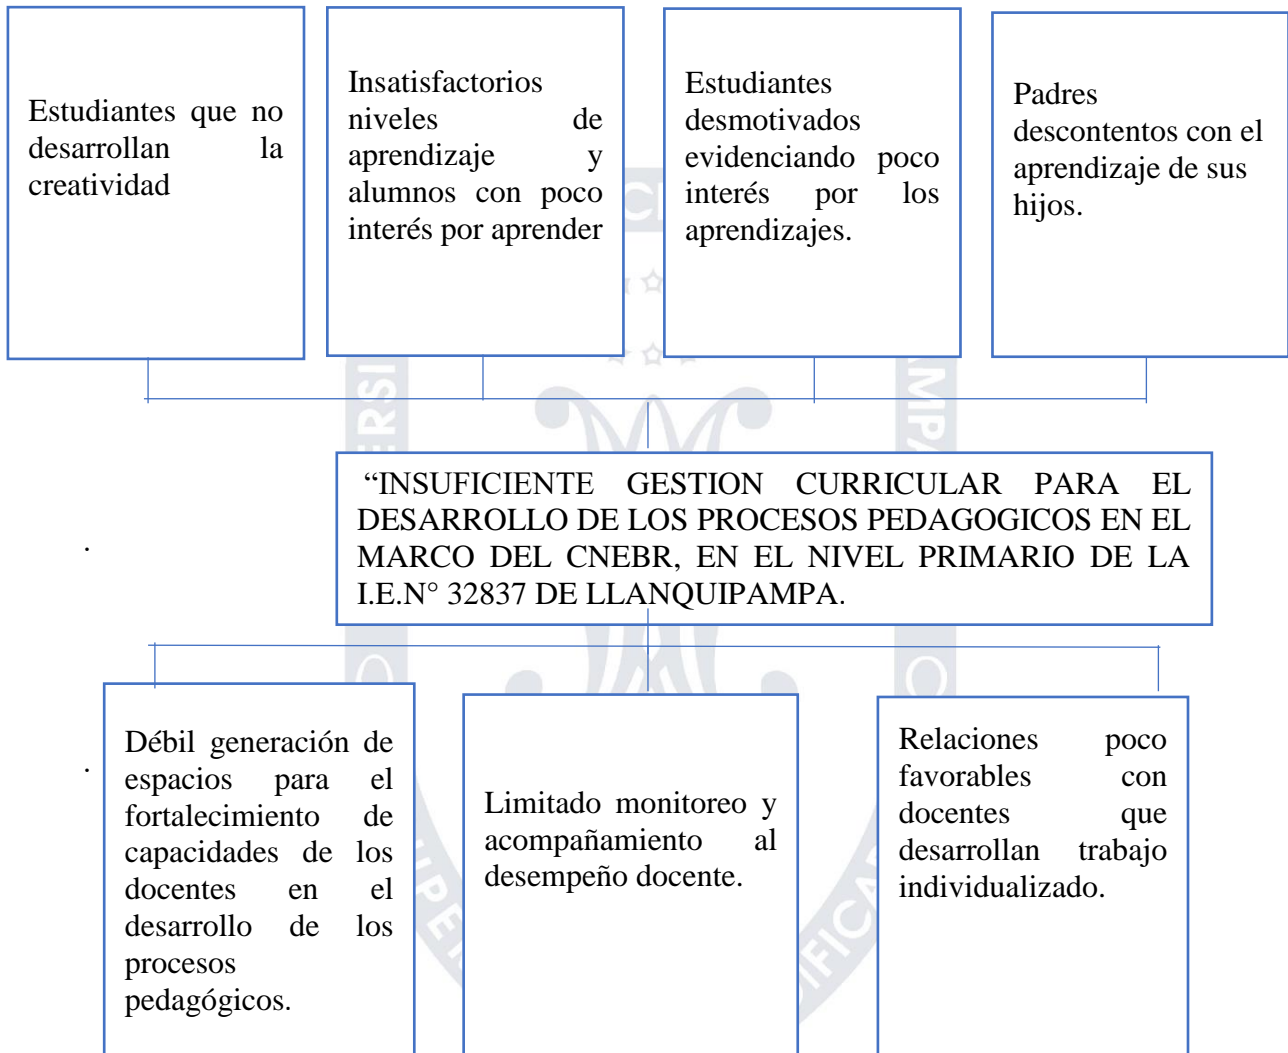 Estudiantes que no
desarrollan la
creatividad
Insatisfactorios
niveles de
aprendizaje y
alumnos con poco
interés por aprender
Estudiantes
desmotivados
evidenciando poco
interés por los
aprendizajes.
Padres
descontentos con el
aprendizaje de sus
hijos.
“INSUFICIENTE GESTION CURRICULAR PARA EL
DESARROLLO DE LOS PROCESOS PEDAGOGICOS EN EL
MARCO DEL CNEBR, EN EL NIVEL PRIMARIO DE LA
I.E.N° 32837 DE LLANQUIPAMPA.
Débil generación de
espacios para el
fortalecimiento de
capacidades de los
docentes en el
desarrollo de los
procesos
pedagógicos.
Limitado monitoreo y
acompañamiento al
desempeño docente.
Relaciones poco
favorables con
docentes que
desarrollan trabajo
individualizado.